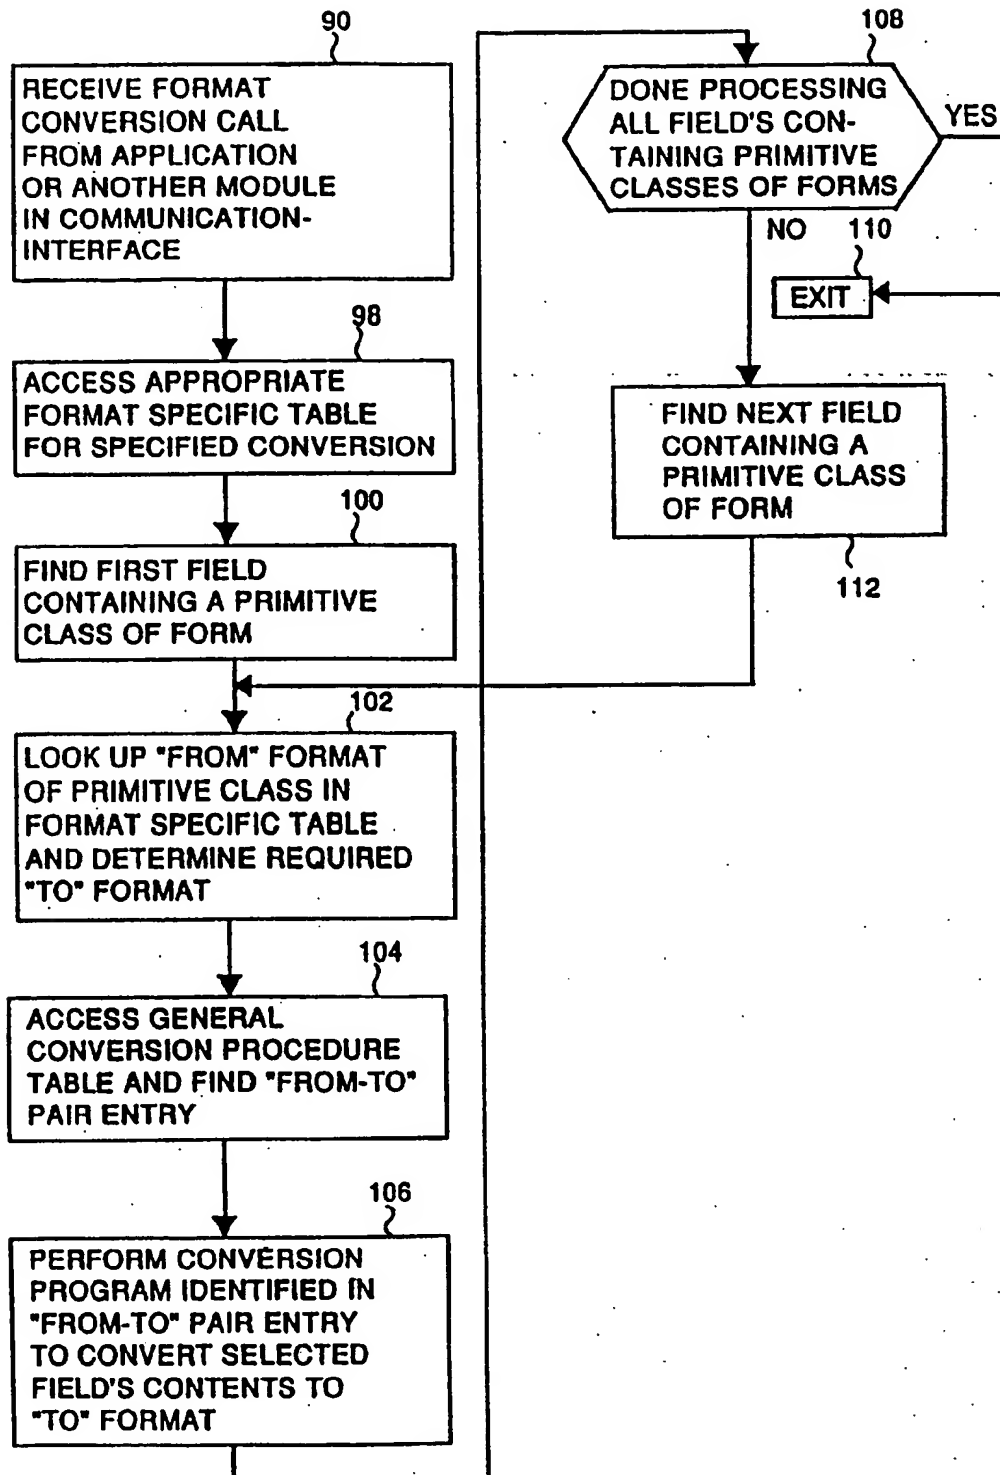 90
RECEIVE FORMAT
CONVERSION CALL
FROM APPLICATION
OR ANOTHER MODULE
IN COMMUNICATION-
INTERFACE
98
ACCESS APPROPRIATE
FORMAT SPECIFIC TABLE
FOR SPECIFIED CONVERSION
100
FIND FIRST FIELD
CONTAINING A PRIMITIVE
CLASS OF FORM
102
LOOK UP "FROM" FORMAT
OF PRIMITIVE CLASS IN
FORMAT SPECIFIC TABLE
AND DETERMINE REQUIRED
"TO" FORMAT
104
ACCESS GENERAL
CONVERSION PROCEDURE
TABLE AND FIND "FROM-TO"
PAIR ENTRY
106
PERFORM CONVERSION
PROGRAM IDENTIFIED IN
"FROM-TO" PAIR ENTRY
TO CONVERT SELECTED
FIELD'S CONTENTS TO
"TO" FORMAT
108
DONE PROCESSING
ALL FIELD'S CON-
TAINING PRIMITIVE
CLASSES OF FORMS
YES
NO
110
EXIT
FIND NEXT FIELD
CONTAINING A
PRIMITIVE CLASS
OF FORM
112